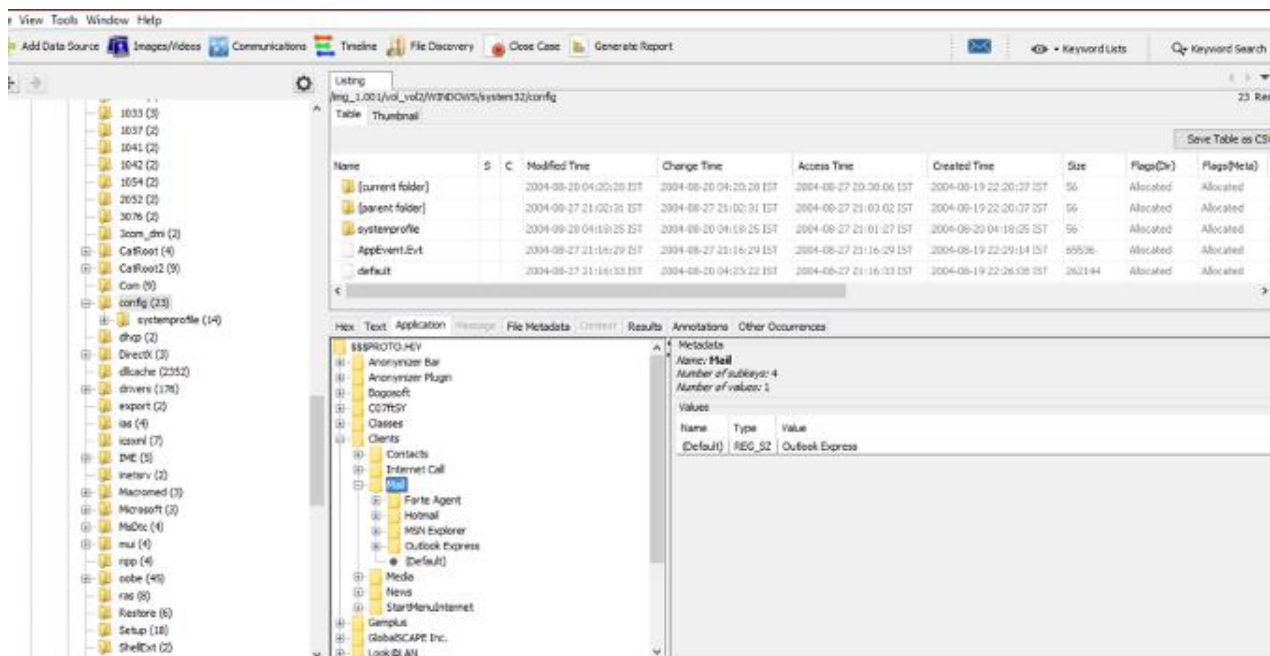 View Tools Window Help
Add Data Source Images/Videos Communications Timeline File Discovery Close Case Generate Report Keyword Lists Keyword Search
Listing
/img_1.001/vol_vol2/WINDOWS/system32/config
23 Res
Table Thumbnail
Save Table as CS
Name S C Modified Time Change Time Access Time Created Time Size Flags(Dir) Flags(Meta)
[current folder] 2004-08-20 04:20:20 IST 2004-08-20 04:20:20 IST 2004-08-27 20:30:06 IST 2004-08-19 22:20:37 IST 56 Allocated Allocated
[parent folder] 2004-08-27 21:02:31 IST 2004-08-27 21:02:31 IST 2004-08-27 21:03:02 IST 2004-08-19 22:20:37 IST 56 Allocated Allocated
systemprofile 2004-08-20 04:18:25 IST 2004-08-20 04:18:25 IST 2004-08-27 21:01:27 IST 2004-08-20 04:18:25 IST 56 Allocated Allocated
AppEvent.Evt 2004-08-27 21:16:29 IST 2004-08-27 21:16:29 IST 2004-08-27 21:16:29 IST 2004-08-19 22:29:14 IST 65536 Allocated Allocated
default 2004-08-27 21:16:33 IST 2004-08-20 04:23:22 IST 2004-08-27 21:16:33 IST 2004-08-19 22:26:08 IST 262144 Allocated Allocated
1033 (3)
1037 (2)
1041 (2)
1042 (2)
1054 (2)
2052 (2)
3076 (2)
3com_dmi (2)
CatRoot (4)
CatRoot2 (9)
Com (9)
config (23)
systemprofile (14)
dhcp (2)
DirectX (3)
dllcache (2352)
drivers (176)
export (2)
ias (4)
icsxml (7)
IME (5)
inetsrv (2)
Macromed (3)
Microsoft (3)
MsDtc (4)
mui (4)
npp (4)
oobe (45)
ras (8)
Restore (6)
Setup (18)
ShellExt (2)
Hex Text Application Message File Metadata Context Results Annotations Other Occurrences
$$$PROTO.HIV
Anonymizer Bar
Anonymizer Plugin
Bogosoft
C07ftSY
Classes
Clients
Contacts
Internet Call
Mail
Forte Agent
Hotmail
MSN Explorer
Outlook Express
(Default)
Media
News
StartMenuInternet
Gemplus
GlobalSCAPE Inc.
Look@LAN
Metadata
Name: Mail
Number of subkeys: 4
Number of values: 1
Values
Name Type Value
(Default) REG_SZ Outlook Express